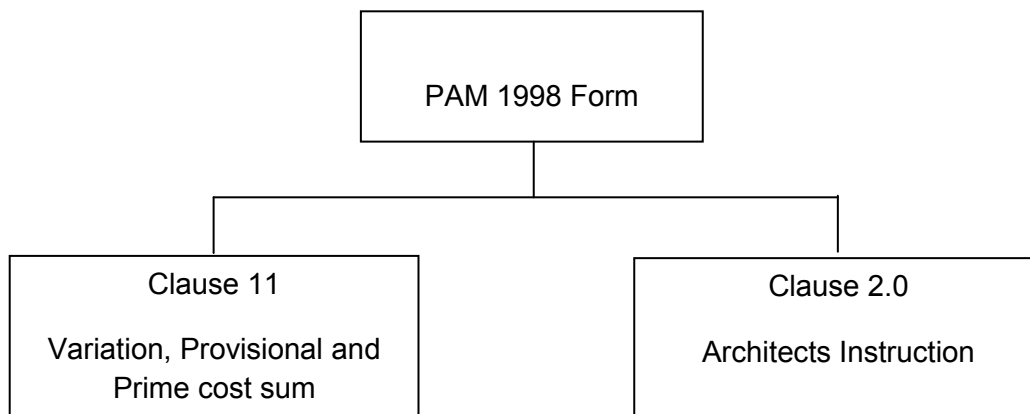 PAM 1998 Form
Clause 11
Variation, Provisional and
Prime cost sum
Clause 2.0
Architects Instruction